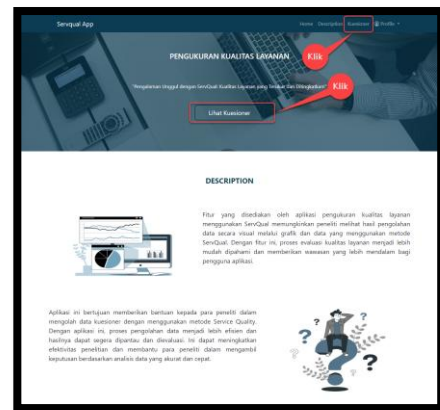 Servqual App
Home Description Kuesioner Profile
Klik
PENGUKURAN KUALITAS LAYANAN
"Pengalaman Unggul dengan ServQual Kualitas Layanan yang Terukur dan Ditingkatkan"
Klik
Lihat Kuesioner
DESCRIPTION
Fitur yang disediakan oleh aplikasi pengukuran kualitas layanan
menggunakan ServQual memungkinkan peneliti melihat hasil pengolahan
data secara visual melalui grafik dan data yang menggunakan metode
ServQual. Dengan fitur ini, proses evaluasi kualitas layanan menjadi lebih
mudah dipahami dan memberikan wawasan yang lebih mendalam bagi
pengguna aplikasi.
Aplikasi ini bertujuan memberikan bantuan kepada para peneliti dalam
mengolah data kuesioner dengan menggunakan metode Service Quality.
Dengan aplikasi ini, proses pengolahan data menjadi lebih efisien dan
hasilnya dapat segera dipantau dan dievaluasi. Ini dapat meningkatkan
efektivitas penelitian dan membantu para peneliti dalam mengambil
keputusan berdasarkan analisis data yang akurat dan cepat.